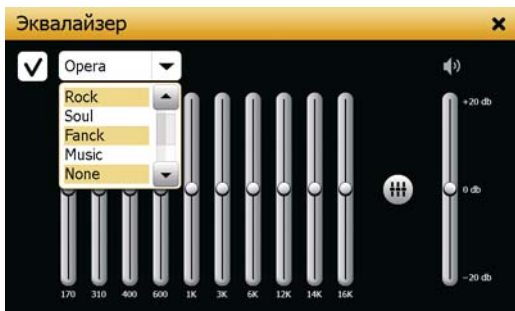 Эквалайзер
Opera
Rock
Soul
Fanck
Music
None
+20 db
0 db
-20 db
170 310 400 600 1K 3K 6K 12K 14K 16K